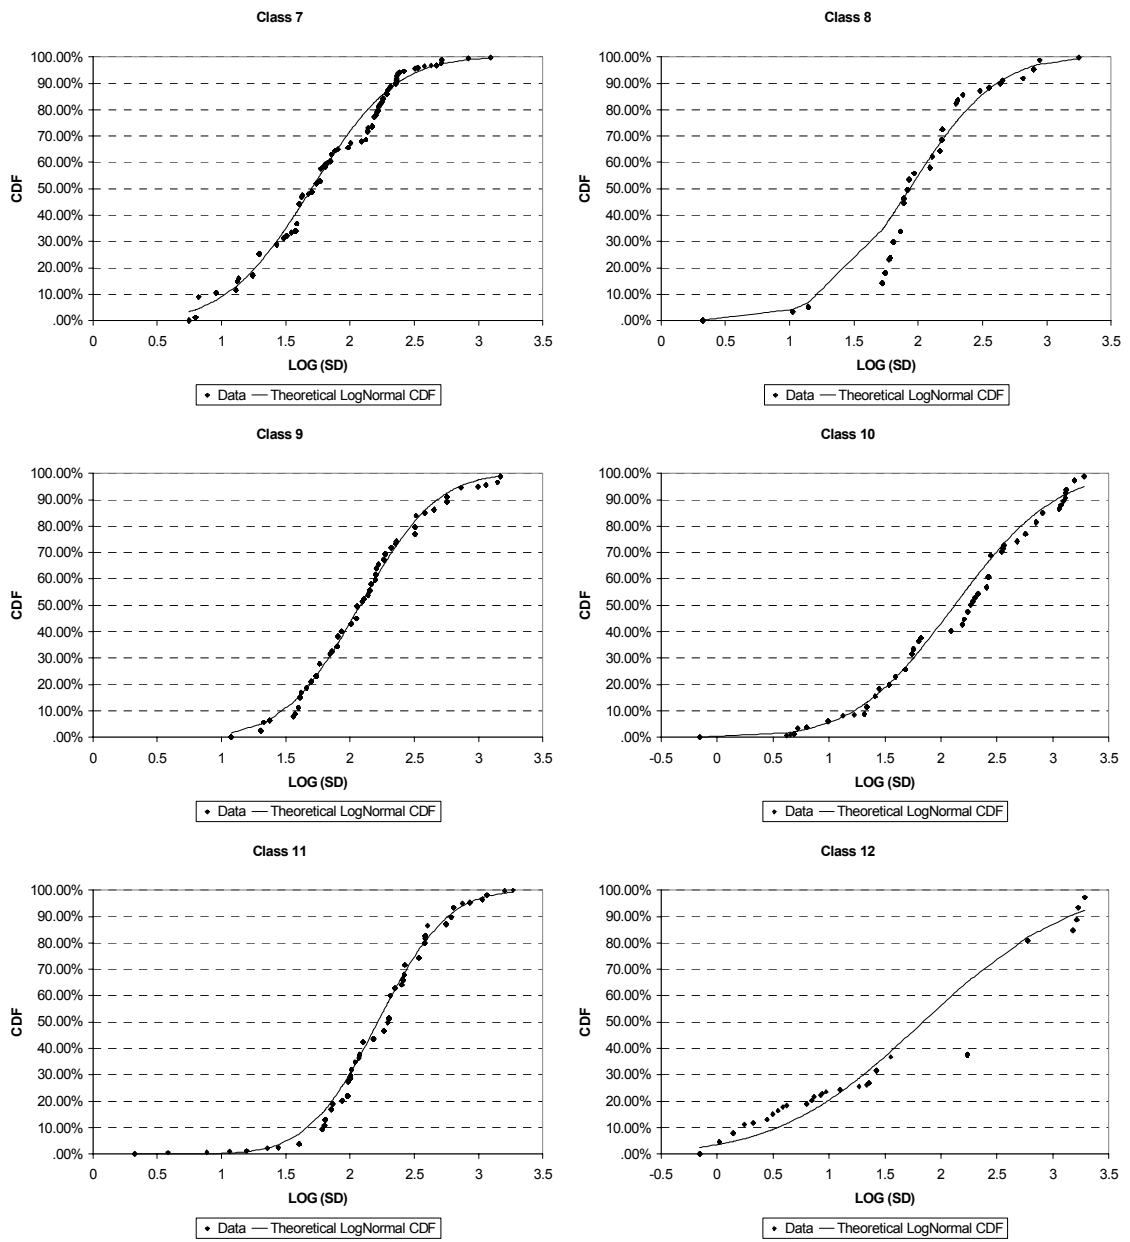 Class 7
100.00%
90.00%
80.00%
70.00%
60.00%
50.00%
40.00%
30.00%
20.00%
10.00%
.00%
CDF
0 0.5 1 1.5 2 2.5 3 3.5
LOG (SD)
Data Theoretical LogNormal CDF
Class 8
100.00%
90.00%
80.00%
70.00%
60.00%
50.00%
40.00%
30.00%
20.00%
10.00%
.00%
CDF
0 0.5 1 1.5 2 2.5 3 3.5
LOG (SD)
Data Theoretical LogNormal CDF
Class 9
100.00%
90.00%
80.00%
70.00%
60.00%
50.00%
40.00%
30.00%
20.00%
10.00%
.00%
CDF
0 0.5 1 1.5 2 2.5 3 3.5
LOG (SD)
Data Theoretical LogNormal CDF
Class 10
100.00%
90.00%
80.00%
70.00%
60.00%
50.00%
40.00%
30.00%
20.00%
10.00%
.00%
CDF
-0.5 0 0.5 1 1.5 2 2.5 3 3.5
LOG (SD)
Data Theoretical LogNormal CDF
Class 11
100.00%
90.00%
80.00%
70.00%
60.00%
50.00%
40.00%
30.00%
20.00%
10.00%
.00%
CDF
0 0.5 1 1.5 2 2.5 3 3.5
LOG (SD)
Data Theoretical LogNormal CDF
Class 12
100.00%
90.00%
80.00%
70.00%
60.00%
50.00%
40.00%
30.00%
20.00%
10.00%
.00%
CDF
-0.5 0 0.5 1 1.5 2 2.5 3 3.5
LOG (SD)
Data Theoretical LogNormal CDF